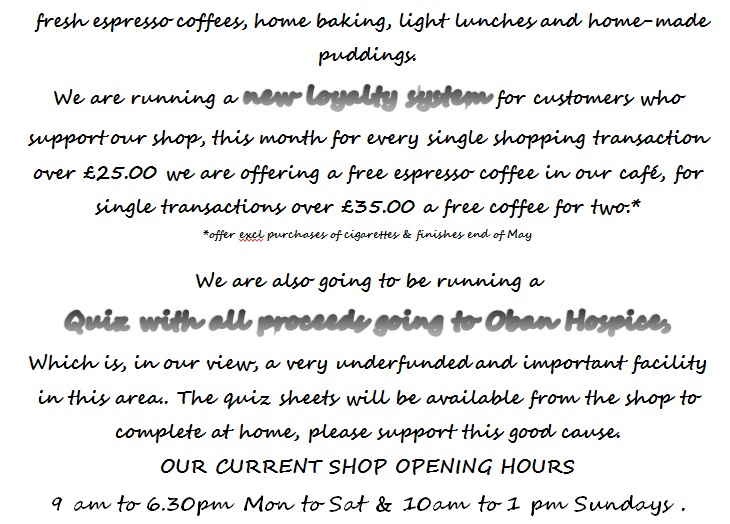 fresh espresso coffees, home baking, light lunches and home-made
puddings.
We are running a new loyalty system for customers who
support our shop, this month for every single shopping transaction
over £25.00 we are offering a free espresso coffee in our café, for
single transactions over £35.00 a free coffee for two.*
*offer excl purchases of cigarettes & finishes end of May
We are also going to be running a
Quiz with all proceeds going to Oban Hospice,
Which is, in our view, a very underfunded and important facility
in this area.. The quiz sheets will be available from the shop to
complete at home, please support this good cause.
OUR CURRENT SHOP OPENING HOURS
9 am to 6.30pm Mon to Sat & 10am to 1 pm Sundays .